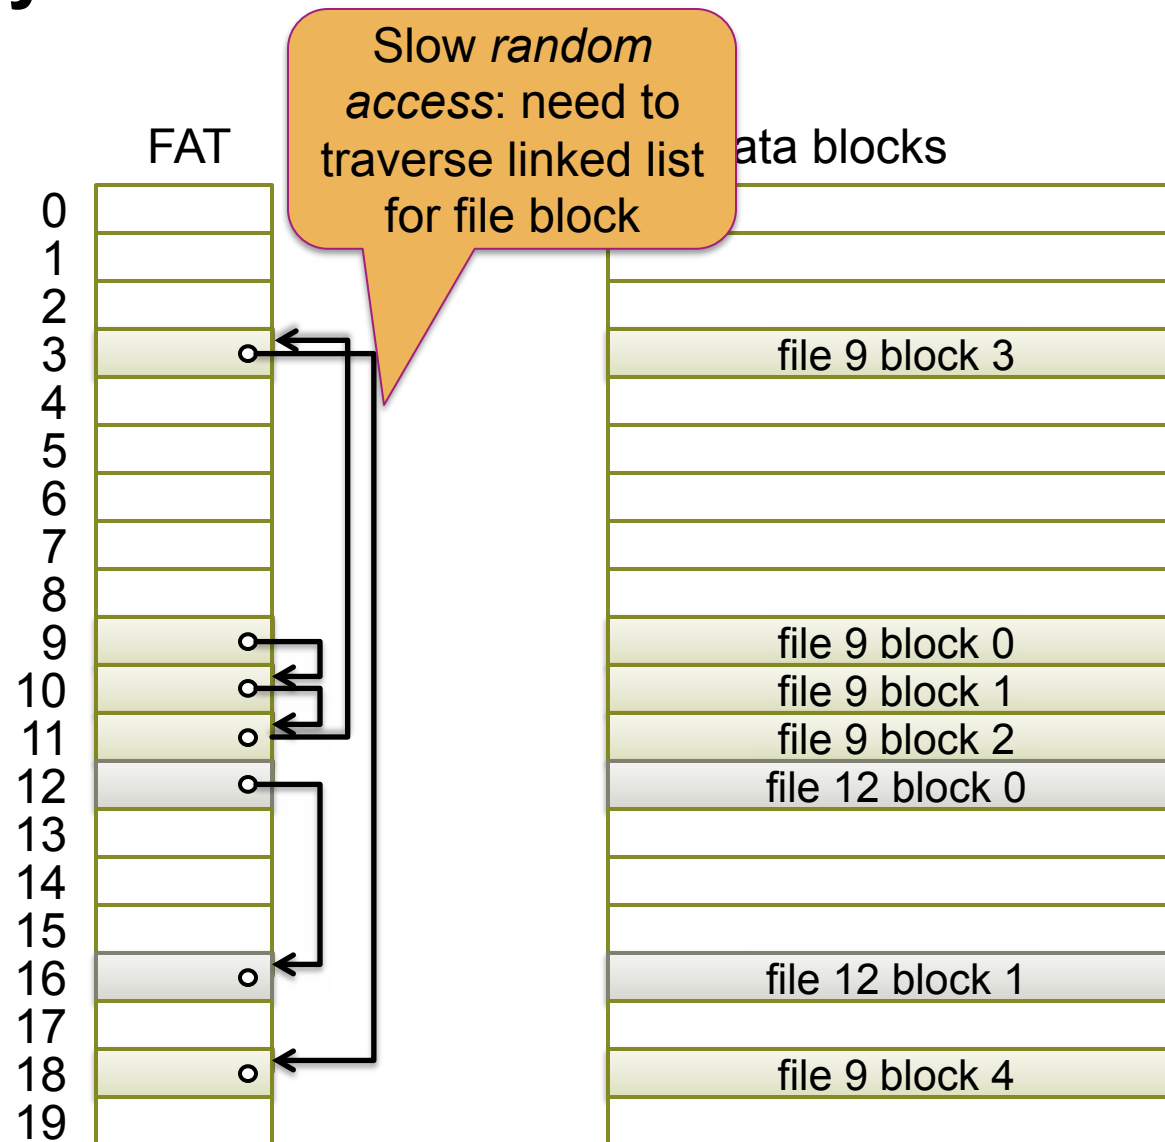 Slow random
access: need to
traverse linked list
for file block
FAT
ata blocks
0
1
2
3
file 9 block 3
4
5
6
7
8
9
file 9 block 0
10
file 9 block 1
11
file 9 block 2
12
file 12 block 0
13
14
15
16
file 12 block 1
17
18
file 9 block 4
19